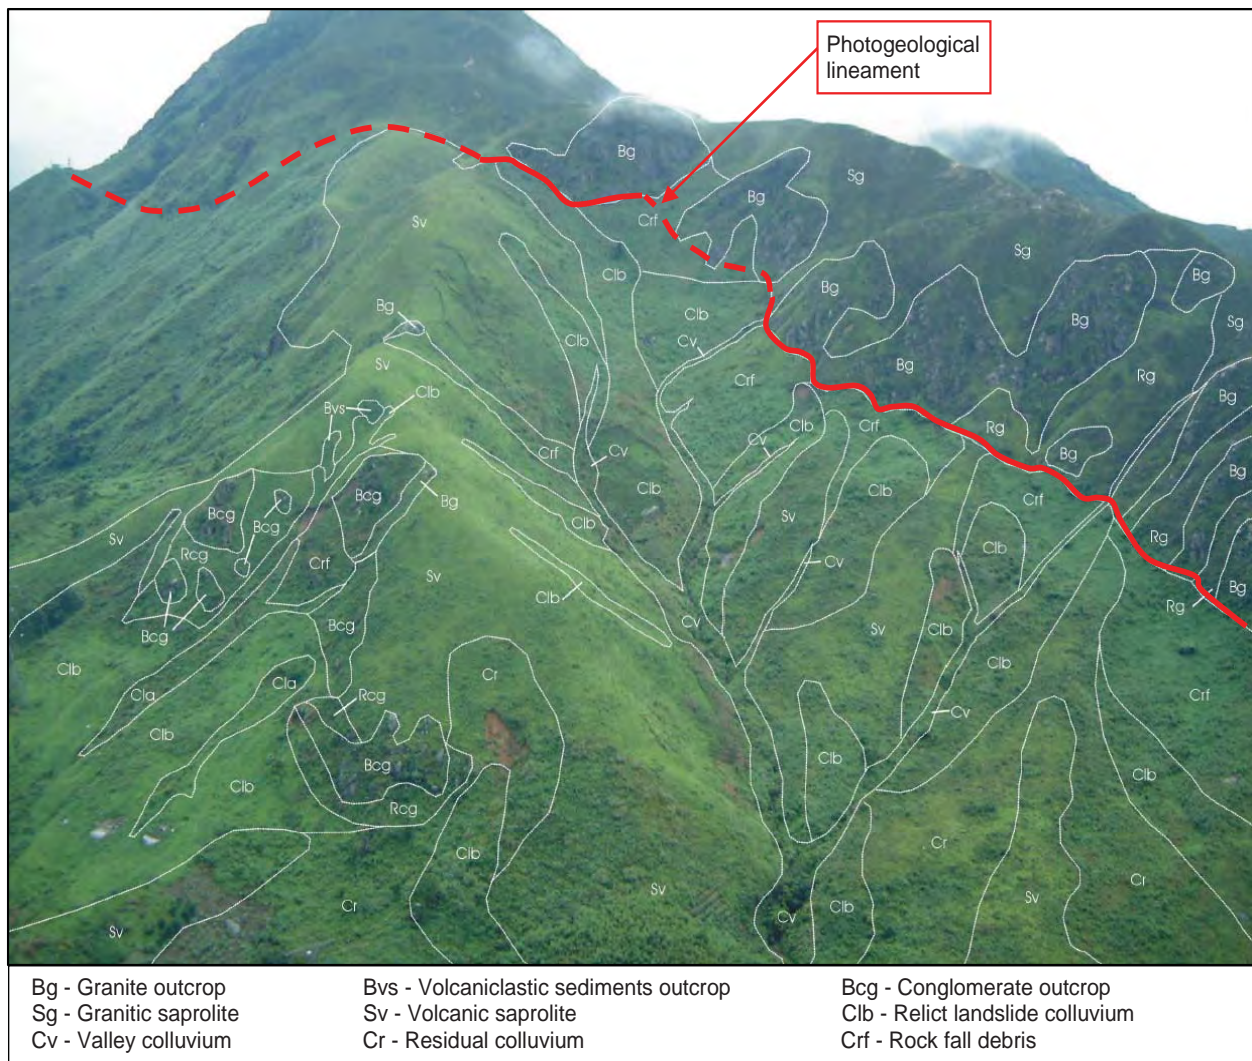 Photogeological
lineament
Bg
Sg
Bg
Sv
Crf
Sg
Clb
Bg
Bg
Bg
Clb
Bg
Sg
Cv
Clb
Sv
Bg
Rg
Crf
Bg
Clb
Bvs
Rg
Clb
Crf
Bg
Cv
Crf
Bg
Cv
Bcg
Bg
Clb
Bcg
Clb
Crf
Bg
Sv
Clb
Sv
Rg
Rcg
Clb
Crf
Cv
Sv
Bg
Clb
Rg
Bcg
Cv
Bcg
Sv
Clb
Clb
Clb
Cr
Cla
Cla
Crf
Rcg
Cv
Clb
Clb
Bcg
Clb
Clb
Rcg
Cr
Clb
Cr
Sv
Sv
Cr
Clb
Cv
Sv
Bg - Granite outcrop
Bvs - Volcaniclastic sediments outcrop
Bcg - Conglomerate outcrop
Sg - Granitic saprolite
Sv - Volcanic saprolite
Clb - Relict landslide colluvium
Cv - Valley colluvium
Cr - Residual colluvium
Crf - Rock fall debris